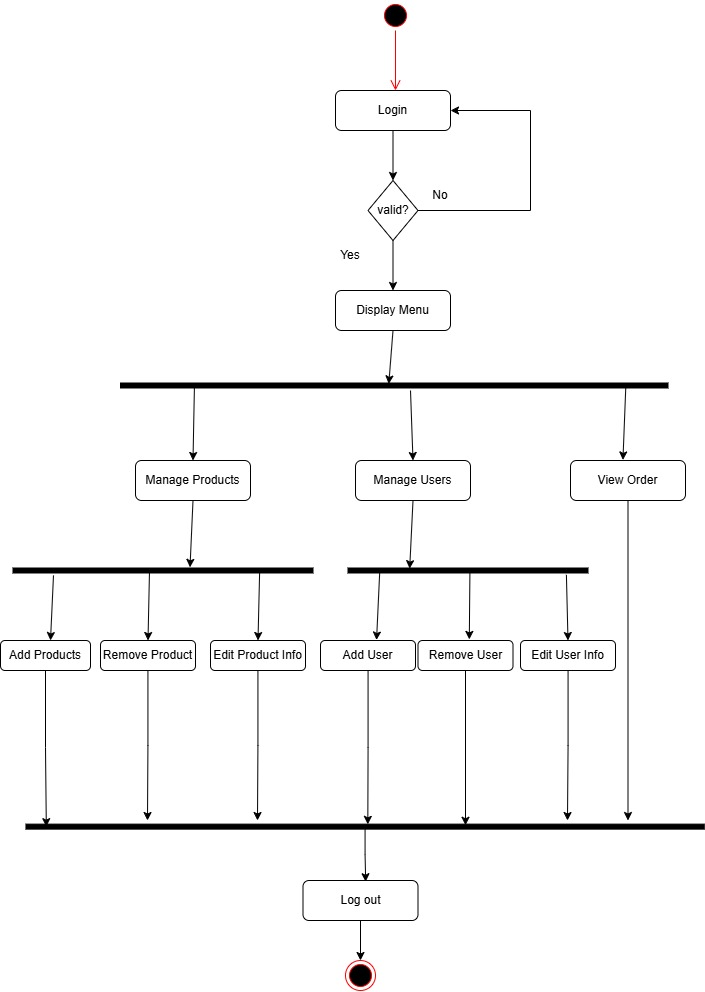 Login
valid?
No
Yes
Display Menu
Manage Products
Manage Users
View Order
Add Products
Remove Product
Edit Product Info
Add User
Remove User
Edit User Info
Log out